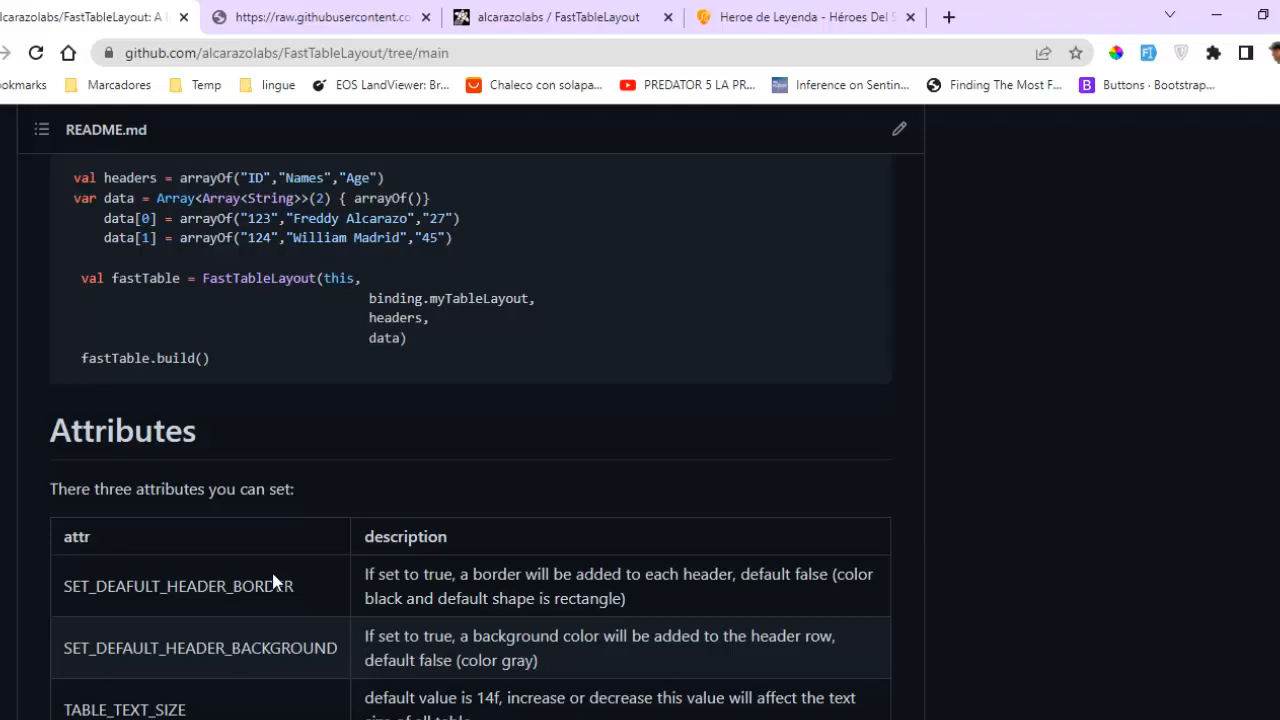 alcarazolabs/FastTableLayout: A l
https://raw.githubusercontent.co
alcarazolabs / FastTableLayout
Heroe de Leyenda - Héroes Del S
github.com/alcarazolabs/FastTableLayout/tree/main
ookmarks Marcadores Temp lingue EOS LandViewer: Br... Chaleco con solapa... PREDATOR 5 LA PR... Inference on Sentin... Finding The Most F... Buttons · Bootstrap...
README.md
val headers = arrayOf("ID","Names","Age")
var data = Array<Array<String>>(2) { arrayOf()}
data[0] = arrayOf("123","Freddy Alcarazo","27")
data[1] = arrayOf("124","William Madrid","45")
val fastTable = FastTableLayout(this,
binding.myTableLayout,
headers,
data)
fastTable.build()
Attributes
There three attributes you can set:
attr description
SET_DEAFULT_HEADER_BORDER
If set to true, a border will be added to each header, default false (color
black and default shape is rectangle)
SET_DEFAULT_HEADER_BACKGROUND
If set to true, a background color will be added to the header row,
default false (color gray)
TABLE_TEXT_SIZE
default value is 14f, increase or decrease this value will affect the text
size of all table